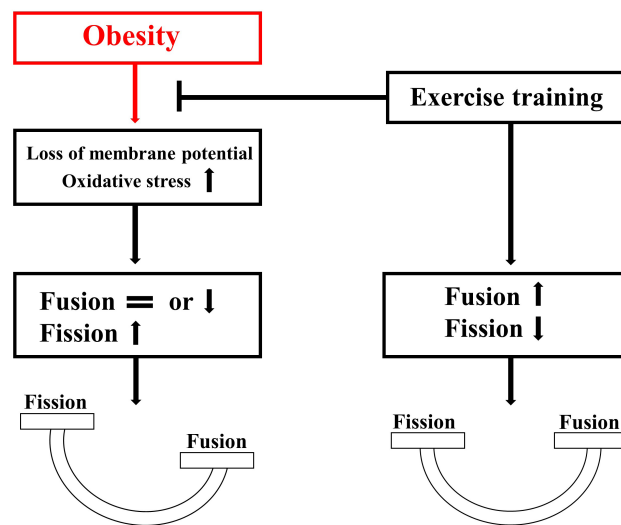 Obesity
Exercise training
Loss of membrane potential
Oxidative stress ↑
Fusion = or ↓
Fission ↑
Fusion ↑
Fission ↓
Fission
Fusion
Fission
Fusion